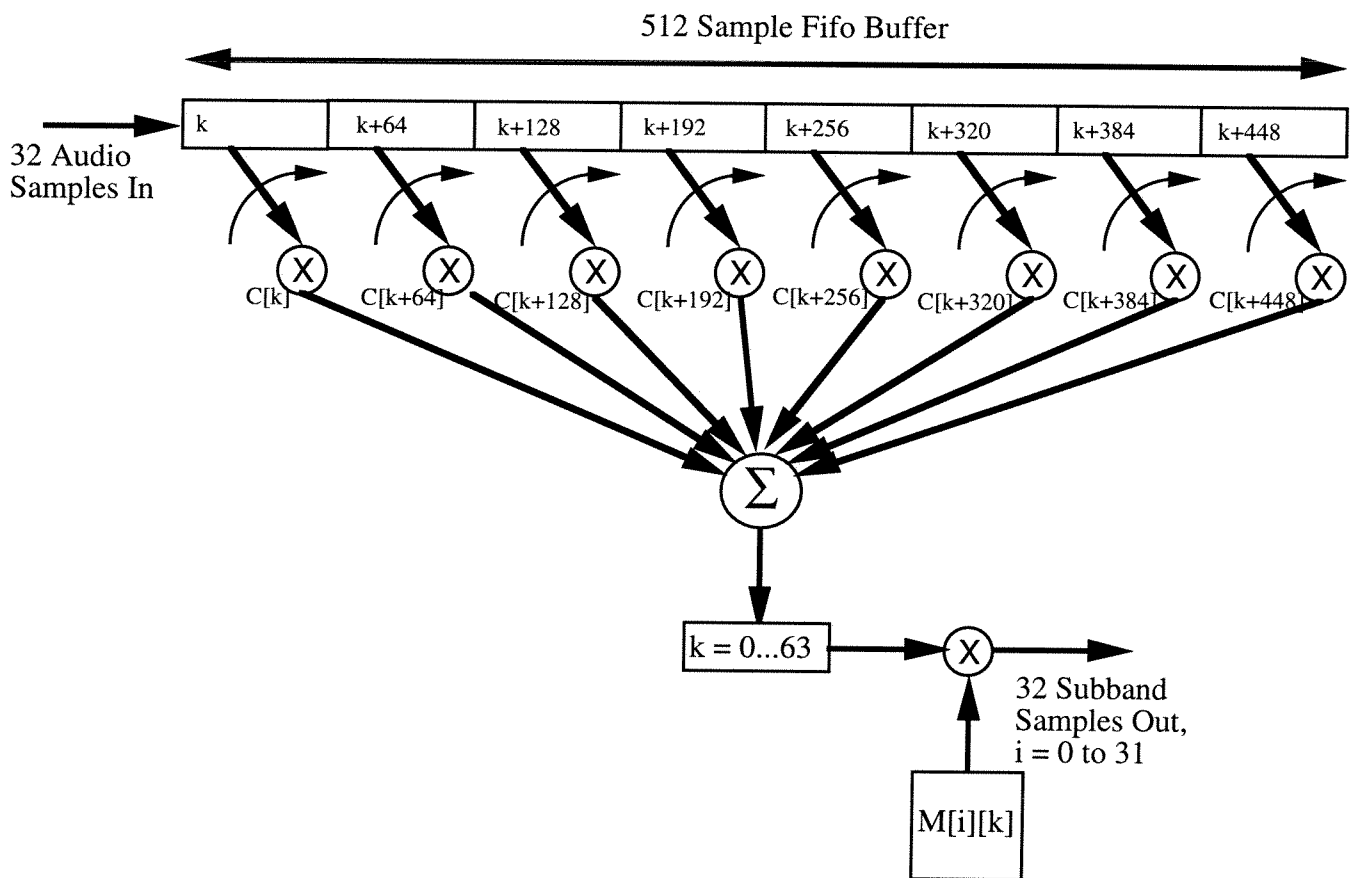 512 Sample Fifo Buffer
k
k+64
k+128
k+192
k+256
k+320
k+384
k+448
32 Audio
Samples In
X
X
X
X
X
X
X
X
C[k]
C[k+64]
C[k+128]
C[k+192]
C[k+256]
C[k+320]
C[k+384]
C[k+448]
Σ
k = 0...63
X
32 Subband
Samples Out,
i = 0 to 31
M[i][k]